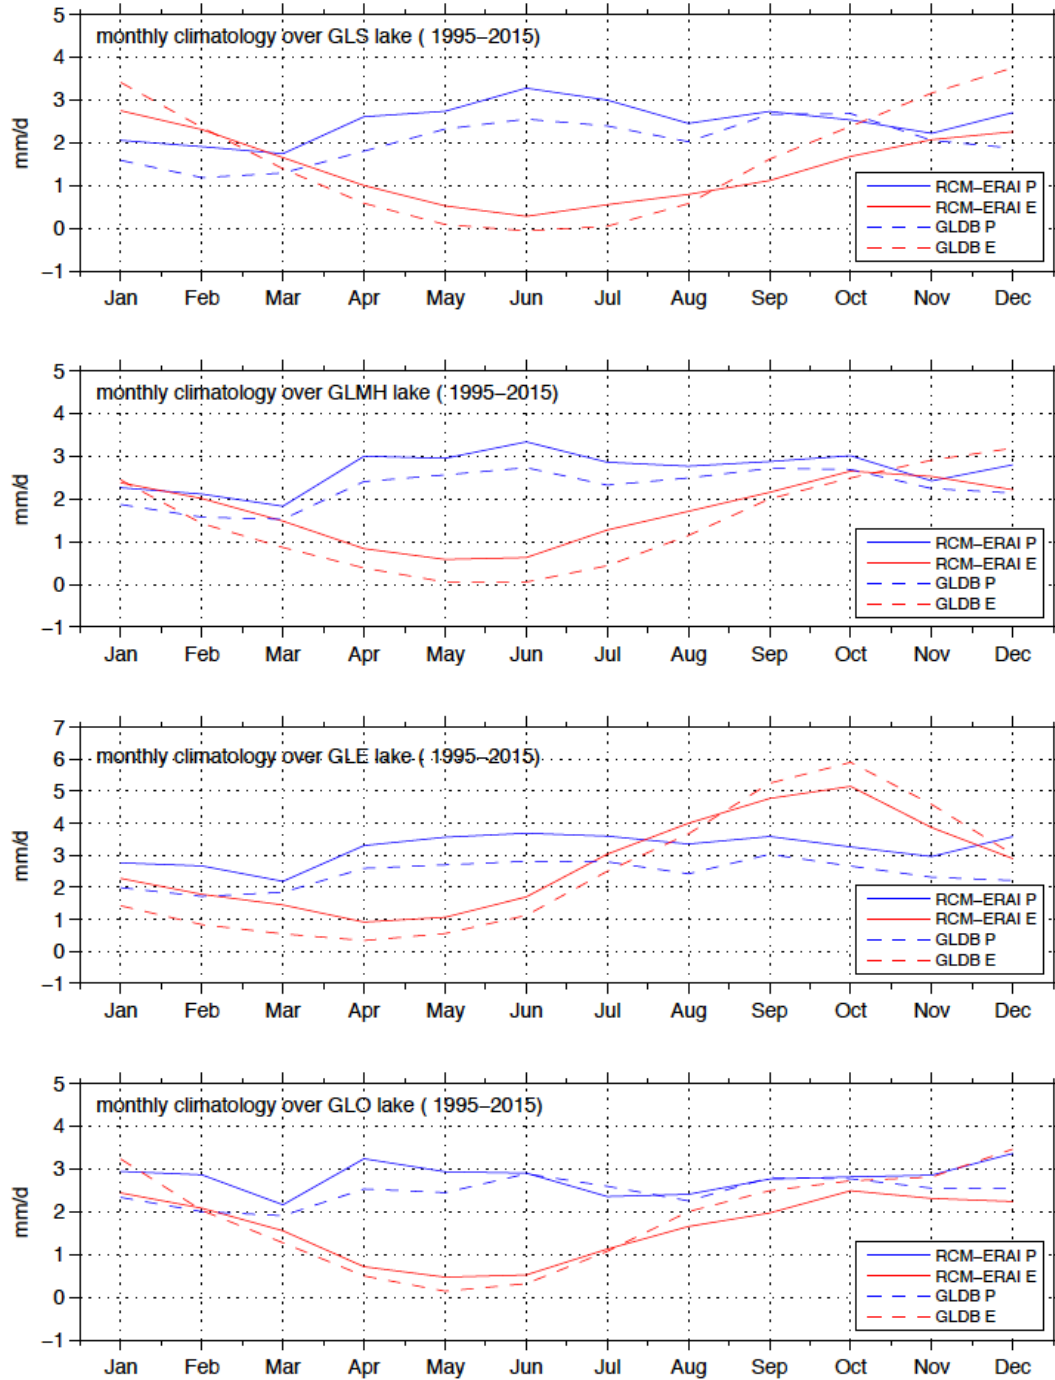 5
monthly climatology over GLS lake ( 1995−2015)
4
3
2
1
0
−1
mm/d
RCM−ERAI P
RCM−ERAI E
GLDB P
GLDB E
Jan Feb Mar Apr May Jun Jul Aug Sep Oct Nov Dec
5
monthly climatology over GLMH lake ( 1995−2015)
4
3
2
1
0
−1
mm/d
RCM−ERAI P
RCM−ERAI E
GLDB P
GLDB E
Jan Feb Mar Apr May Jun Jul Aug Sep Oct Nov Dec
7
monthly climatology over GLE lake ( 1995−2015)
6
5
4
3
2
1
0
−1
mm/d
RCM−ERAI P
RCM−ERAI E
GLDB P
GLDB E
Jan Feb Mar Apr May Jun Jul Aug Sep Oct Nov Dec
5
monthly climatology over GLO lake ( 1995−2015)
4
3
2
1
0
−1
mm/d
RCM−ERAI P
RCM−ERAI E
GLDB P
GLDB E
Jan Feb Mar Apr May Jun Jul Aug Sep Oct Nov Dec